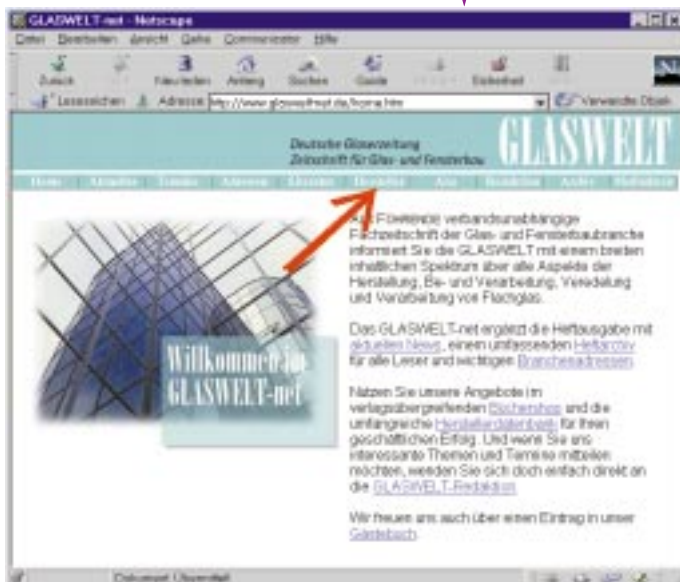 GLASWELT-net - Netscape
Datei Bearbeiten Ansicht Gehe Communicator Hilfe
Zurück Neu laden Anfang Suchen Guide Sicherheit
Lesezeichen Adresse http://www.glaswelt-net.de/home.htm Verwandte Objek
Deutsche Glaserzeitung
Zeitschrift für Glas- und Fensterbau
GLASWELT
Home Aktuelles Termine Adressen Hersteller Abo Redaktion Archiv
Als FÜHRENDE verbandsunabhängige
Fachzeitschrift der Glas- und Fensterbaubranche
informiert Sie die GLASWELT mit einem breiten
inhaltlichen Spektrum über alle Aspekte der
Herstellung, Be- und Verarbeitung, Veredelung
und Verarbeitung von Flachglas.
Willkommen im
GLASWELT-net
Das GLASWELT-net ergänzt die Heftausgabe mit
aktuellen News, einem umfassenden Heftarchiv
für alle Leser und wichtigen Branchenadressen.
Nutzen Sie unsere Angebote im
verlagsübergreifenden Büchershop und die
umfangreiche Herstellerdatenbank für Ihren
geschäftlichen Erfolg. Und wenn Sie uns
interessante Themen und Termine mitteilen
möchten, wenden Sie sich doch einfach direkt an
die GLASWELT-Redaktion.
Wir freuen uns auch über einen Eintrag in unser
Gästebuch.
Dokument: Übermittelt